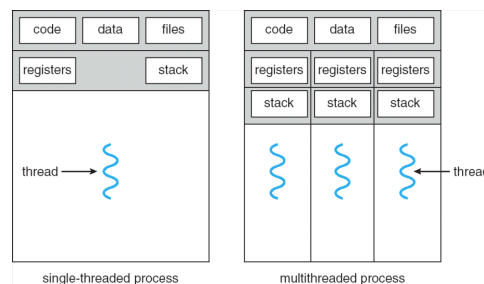 code data files
registers stack
thread
single-threaded process
code data files
registers registers registers
stack stack stack
threa
multithreaded process